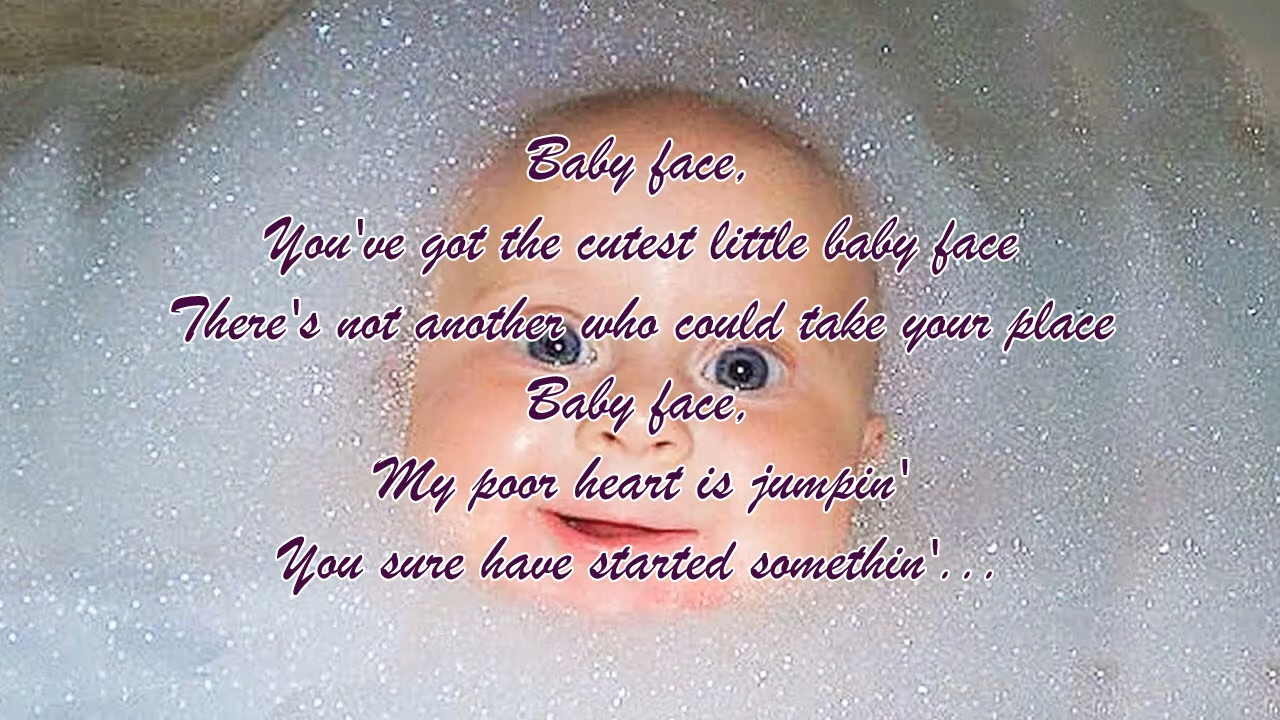 Baby face,
You've got the cutest little baby face
There's not another who could take your place
Baby face,
My poor heart is jumpin'
You sure have started somethin'...